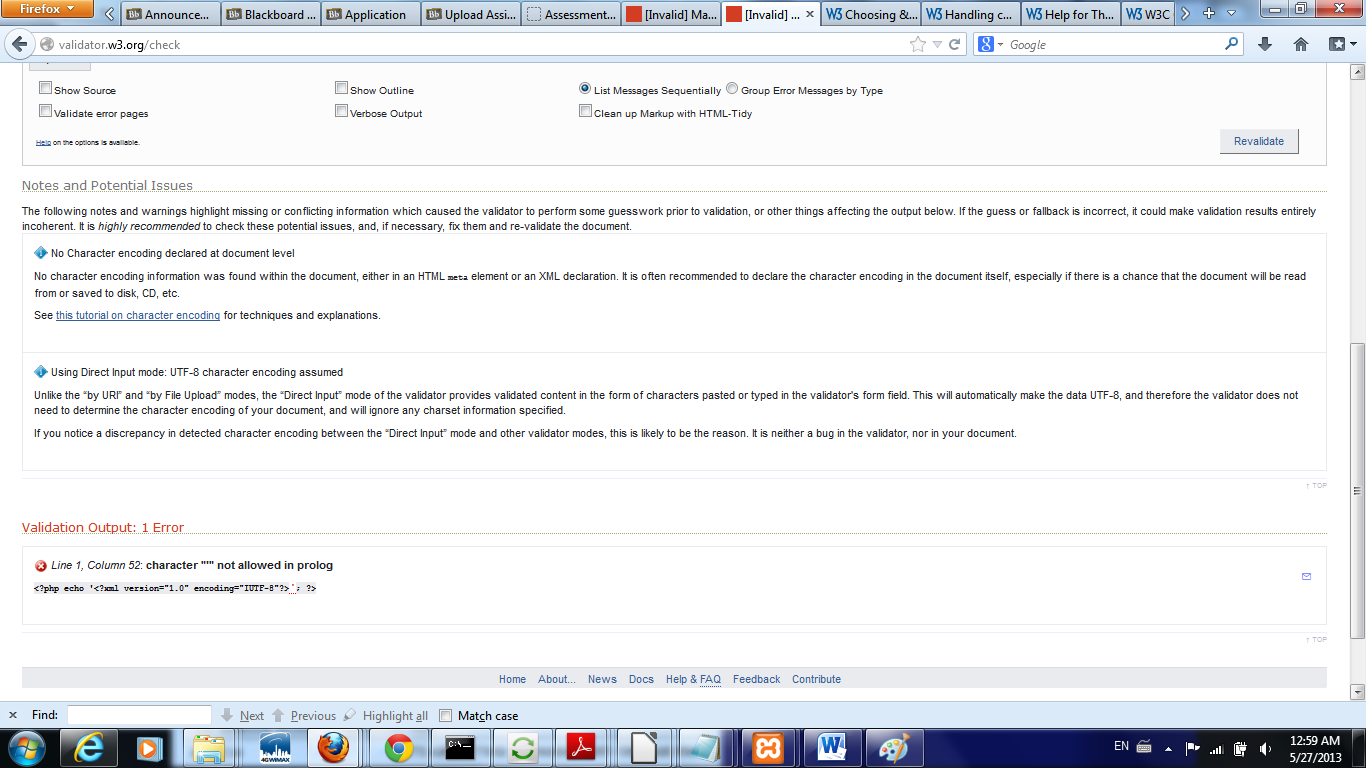 Firefox
Announce...
Blackboard ...
Application
Upload Assi...
Assessment...
[Invalid] Ma...
[Invalid] ...
Choosing &...
Handling c...
Help for Th...
W3C
validator.w3.org/check
Google
Show Source
Show Outline
List Messages Sequentially
Group Error Messages by Type
Validate error pages
Verbose Output
Clean up Markup with HTML-Tidy
Help on the options is available.
Revalidate
Notes and Potential Issues
The following notes and warnings highlight missing or conflicting information which caused the validator to perform some guesswork prior to validation, or other things affecting the output below. If the guess or fallback is incorrect, it could make validation results entirely
incoherent. It is highly recommended to check these potential issues, and, if necessary, fix them and re-validate the document.
No Character encoding declared at document level
No character encoding information was found within the document, either in an HTML meta element or an XML declaration. It is often recommended to declare the character encoding in the document itself, especially if there is a chance that the document will be read
from or saved to disk, CD, etc.
See this tutorial on character encoding for techniques and explanations.
Using Direct Input mode: UTF-8 character encoding assumed
Unlike the “by URI” and “by File Upload” modes, the “Direct Input” mode of the validator provides validated content in the form of characters pasted or typed in the validator's form field. This will automatically make the data UTF-8, and therefore the validator does not
need to determine the character encoding of your document, and will ignore any charset information specified.
If you notice a discrepancy in detected character encoding between the “Direct Input” mode and other validator modes, this is likely to be the reason. It is neither a bug in the validator, nor in your document.
↑ TOP
Validation Output: 1 Error
Line 1, Column 52: character "'" not allowed in prolog
<?php echo '<?xml version="1.0" encoding="IUTF-8"?>'; ?>
↑ TOP
Home About... News Docs Help & FAQ Feedback Contribute
Find:
Next
Previous
Highlight all
Match case
4G WIMAX
C:\
EN
12:59 AM
5/27/2013